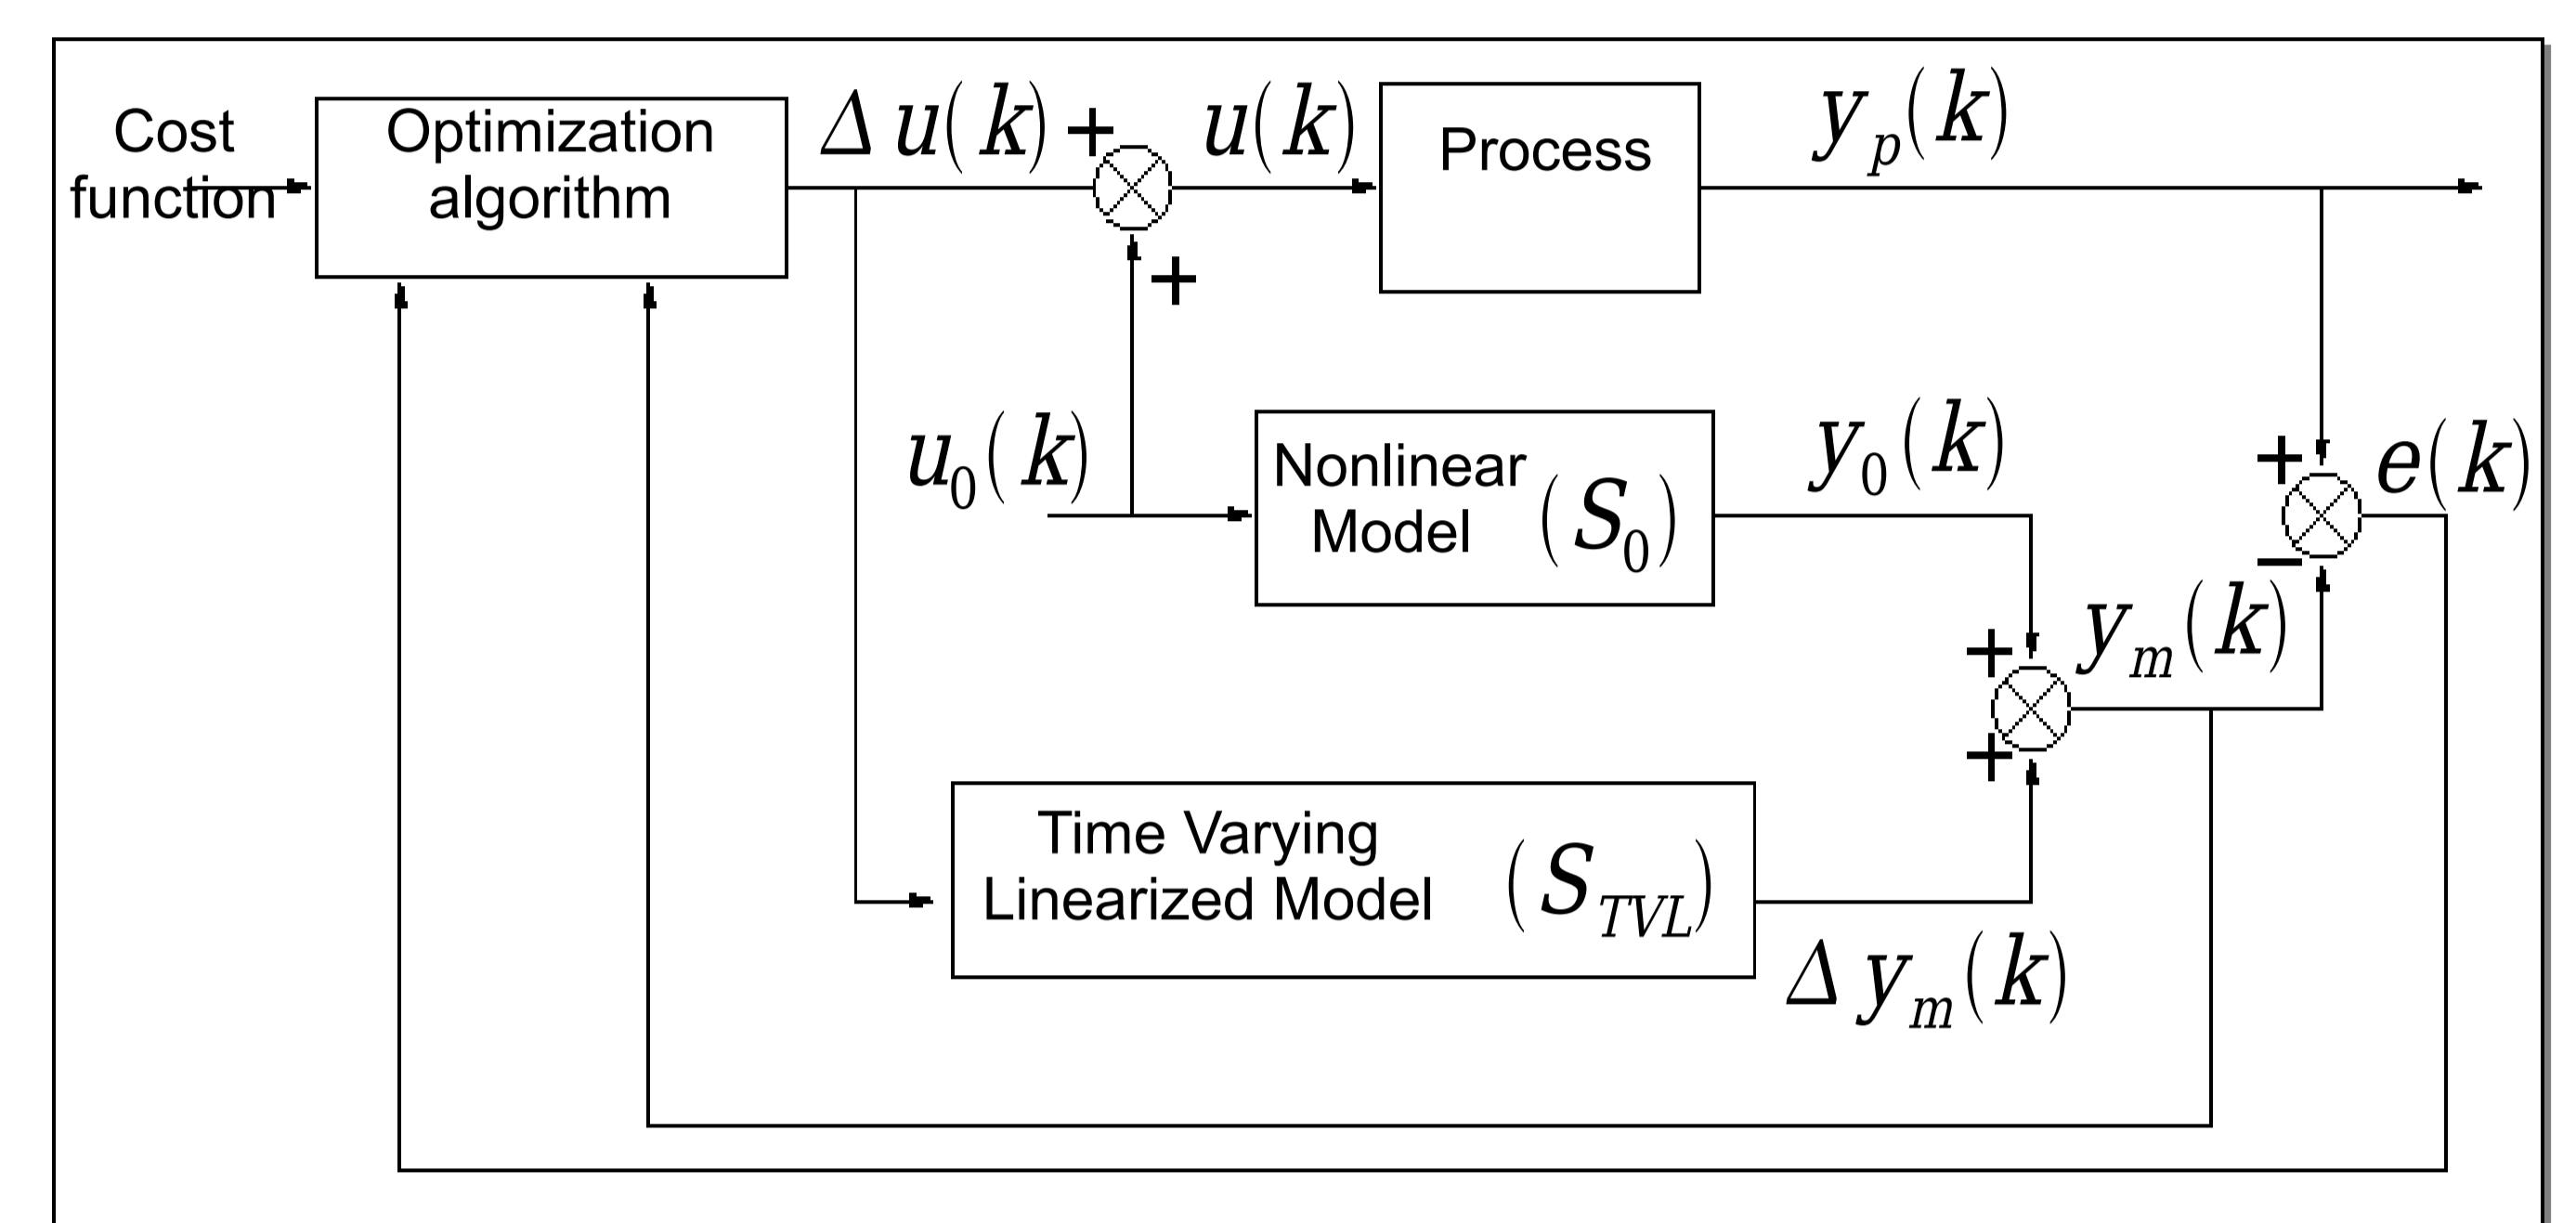 Cost
function
Optimization
algorithm
Δ u(k)
+
+
u(k)
Process
y_p(k)
u_0(k)
Nonlinear
Model (S_0)
y_0(k)
+
−
e(k)
+
+
y_m(k)
Time Varying
Linearized Model (S_TVL)
Δ y_m(k)